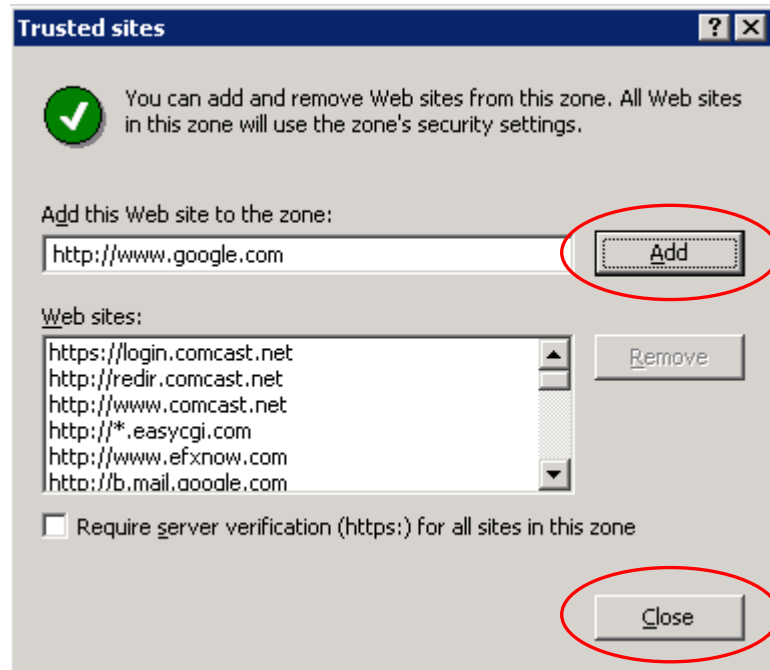 Trusted sites
You can add and remove Web sites from this zone. All Web sites
in this zone will use the zone's security settings.
Add this Web site to the zone:
http://www.google.com
Add
Web sites:
https://login.comcast.net
http://redir.comcast.net
http://www.comcast.net
http://*.easycgi.com
http://www.efxnow.com
http://b.mail.google.com
Remove
Require server verification (https:) for all sites in this zone
Close